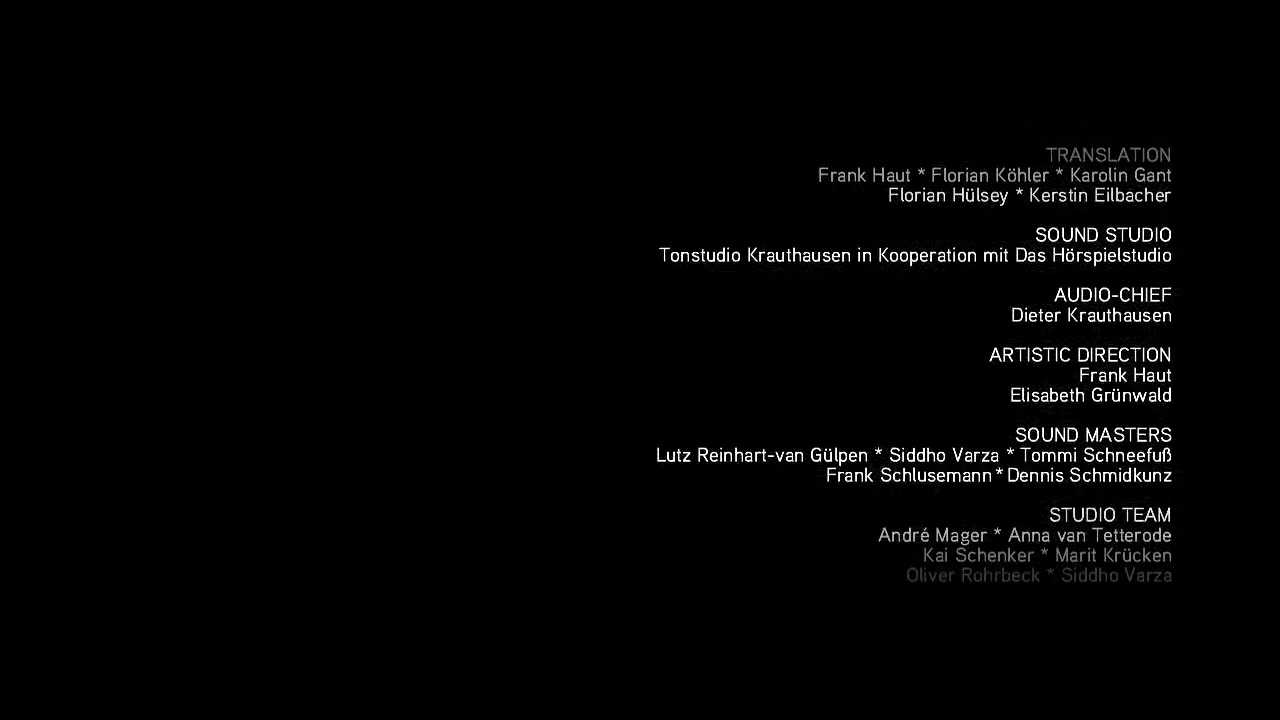 TRANSLATION
Frank Haut * Florian Köhler * Karolin Gant
Florian Hülsey * Kerstin Eilbacher
SOUND STUDIO
Tonstudio Krauthausen in Kooperation mit Das Hörspielstudio
AUDIO-CHIEF
Dieter Krauthausen
ARTISTIC DIRECTION
Frank Haut
Elisabeth Grünwald
SOUND MASTERS
Lutz Reinhart-van Gülpen * Siddho Varza * Tommi Schneefuß
Frank Schlusemann * Dennis Schmidkunz
STUDIO TEAM
André Mager * Anna van Tetterode
Kai Schenker * Marit Krücken
Oliver Rohrbeck * Siddho Varza